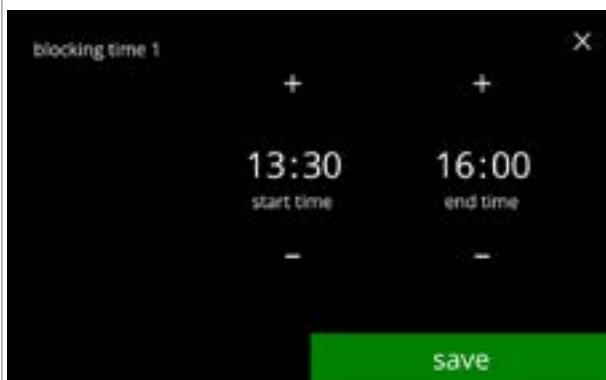 blocking time 1
×
+ +
13:30 16:00
start time end time
- -
save